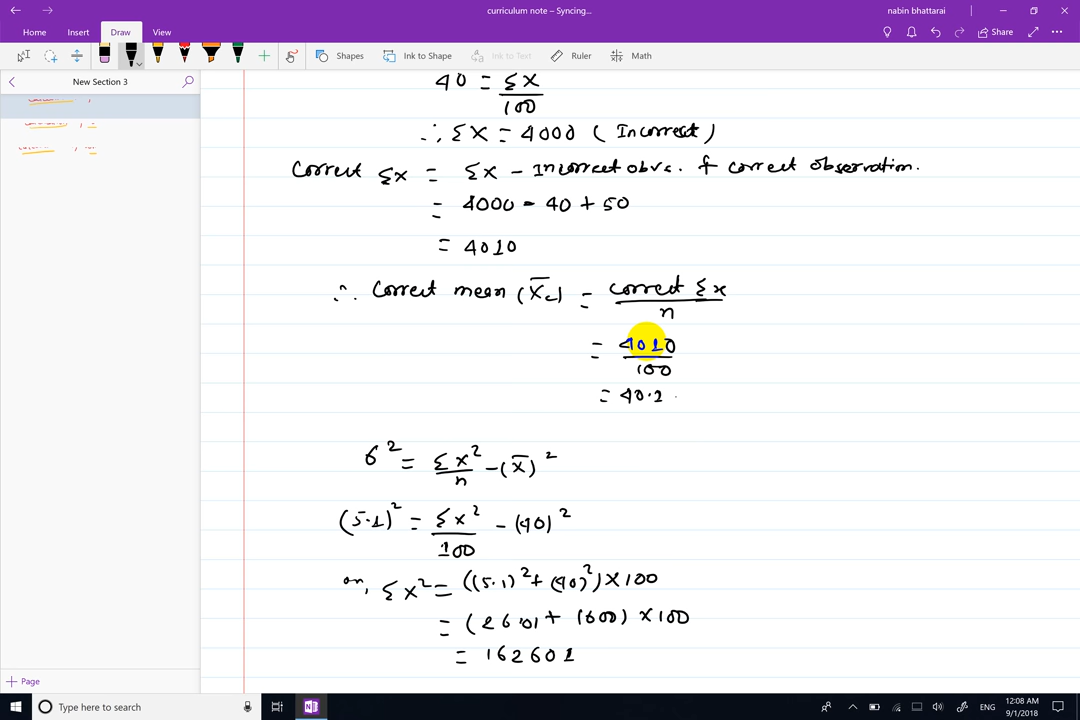 curriculum note – Syncing...
nabin bhattarai
Home Insert Draw View
Share
Shapes Ink to Shape Ink to Text Ruler Math
New Section 3
40 = ΣX
100
∴ ΣX = 4000 ( Incorrect )
Correct Σx = Σx - Incorrect obvs. + correct observation.
= 4000 - 40 + 50
= 4010
∴ Correct mean (X̄c) = correct Σx
n
= 4010
100
= 40.1
σ² = Σx² - (x̄)²
n
(5.1)² = Σx² - (40)²
100
or, Σx² = ((5.1)² + (40)²) × 100
= (26.01 + 1600) × 100
= 162601
+ Page
Type here to search
12:08 AM
ENG
9/1/2018